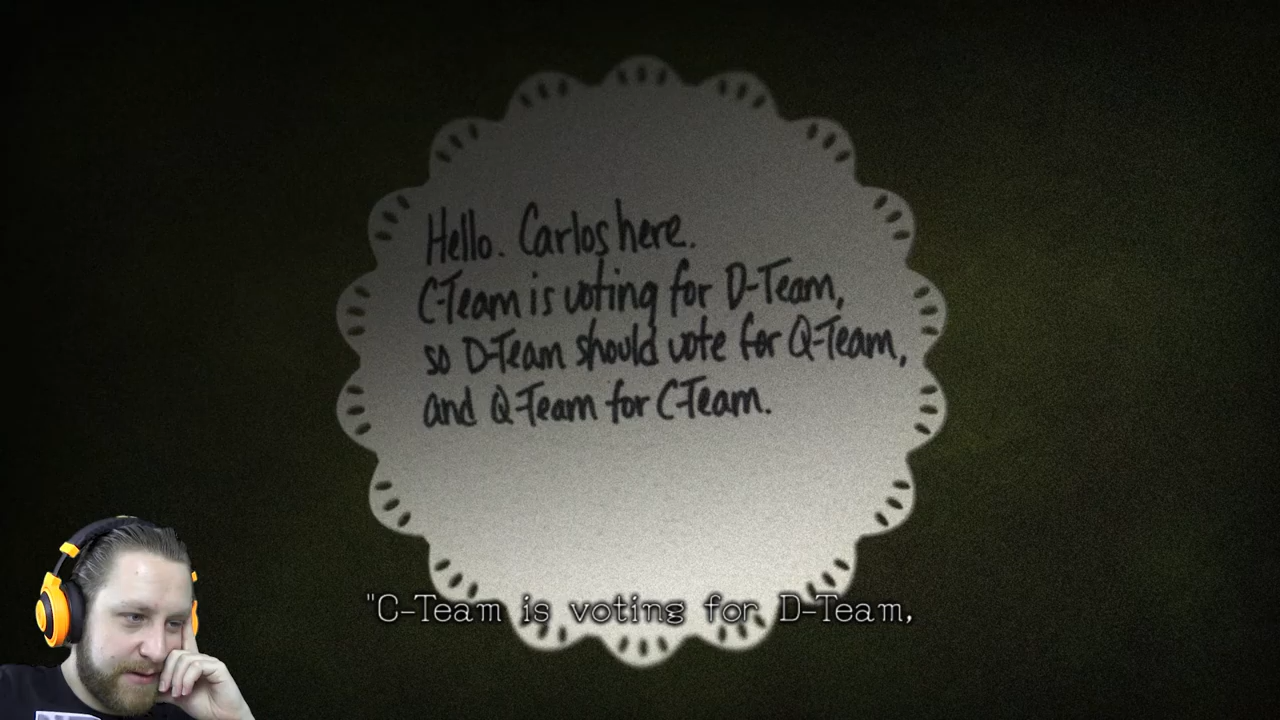 Hello. Carlos here.
C-Team is voting for D-Team,
so D-Team should vote for Q-Team,
and Q-Team for C-Team.
"C-Team is voting for D-Team,